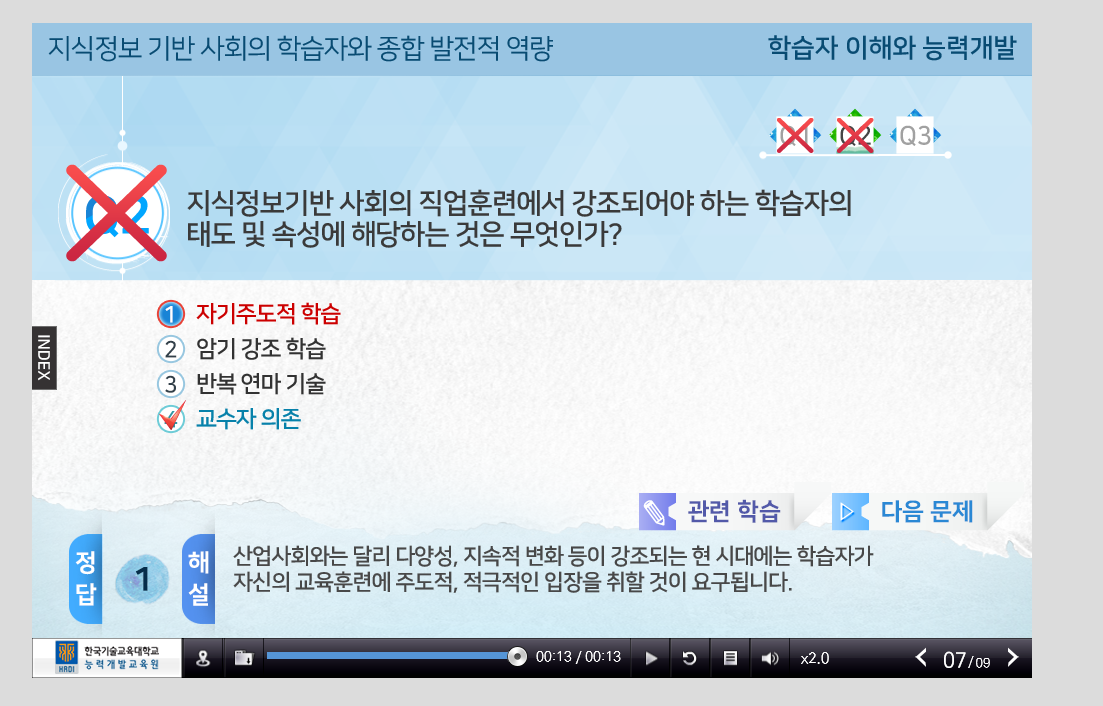 지식정보 기반 사회의 학습자와 종합 발전적 역량
학습자 이해와 능력개발
Q1 Q2 Q3
Q2
지식정보기반 사회의 직업훈련에서 강조되어야 하는 학습자의
태도 및 속성에 해당하는 것은 무엇인가?
1 자기주도적 학습
2 암기 강조 학습
3 반복 연마 기술
교수자 의존
INDEX
관련 학습
다음 문제
정답
1
해설
산업사회와는 달리 다양성, 지속적 변화 등이 강조되는 현 시대에는 학습자가
자신의 교육훈련에 주도적, 적극적인 입장을 취할 것이 요구됩니다.
HRDI
한국기술교육대학교
능력개발교육원
00:13 / 00:13
x2.0
07/09